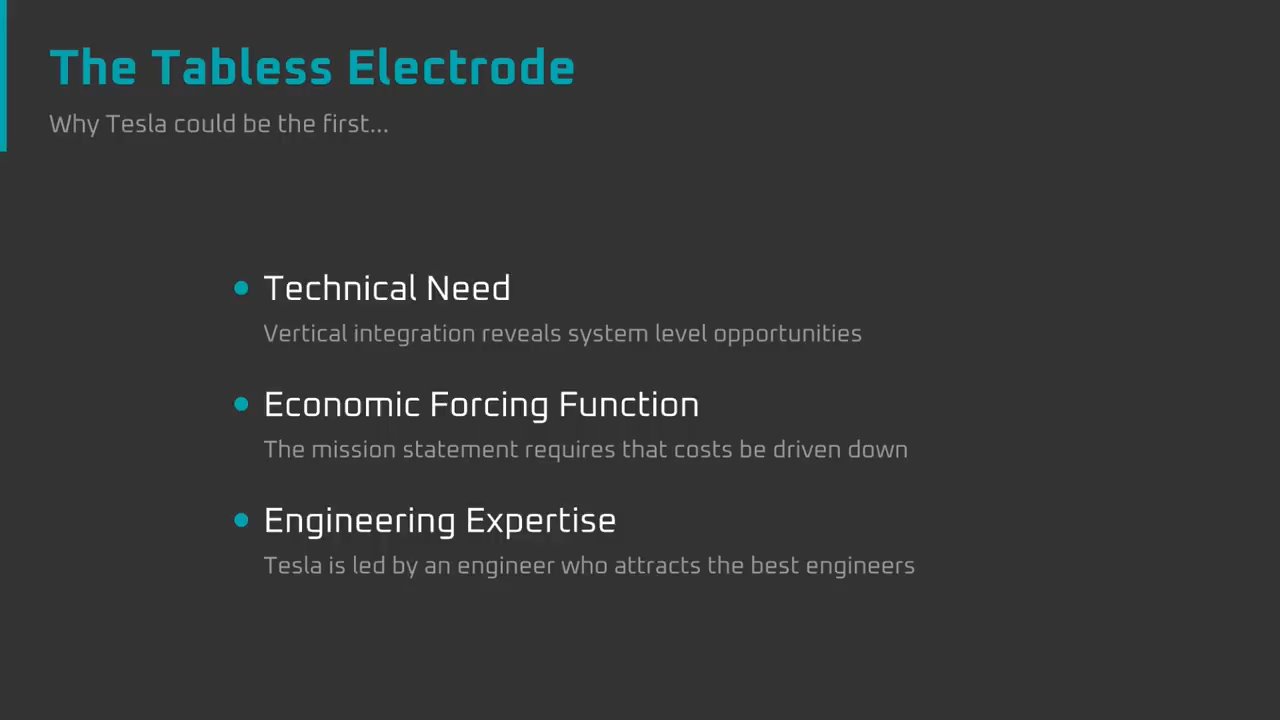 The Tabless Electrode
Why Tesla could be the first...
Technical Need
Vertical integration reveals system level opportunities
Economic Forcing Function
The mission statement requires that costs be driven down
Engineering Expertise
Tesla is led by an engineer who attracts the best engineers